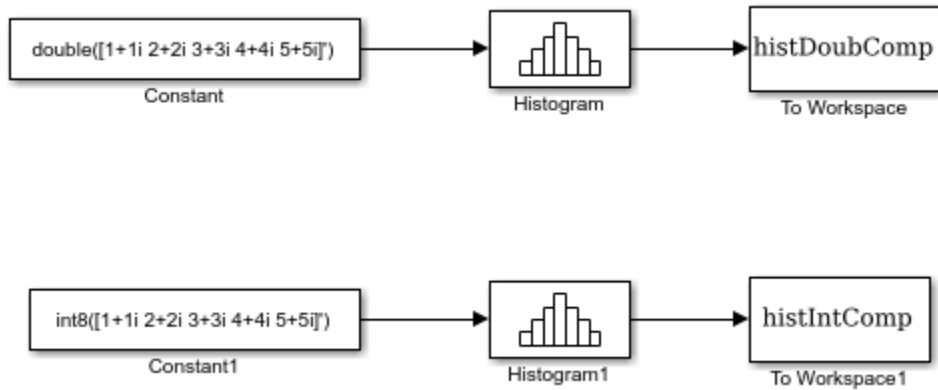 double([1+1i 2+2i 3+3i 4+4i 5+5i]')
Constant
Histogram
histDoubComp
To Workspace
int8([1+1i 2+2i 3+3i 4+4i 5+5i]')
Constant1
Histogram1
histIntComp
To Workspace1